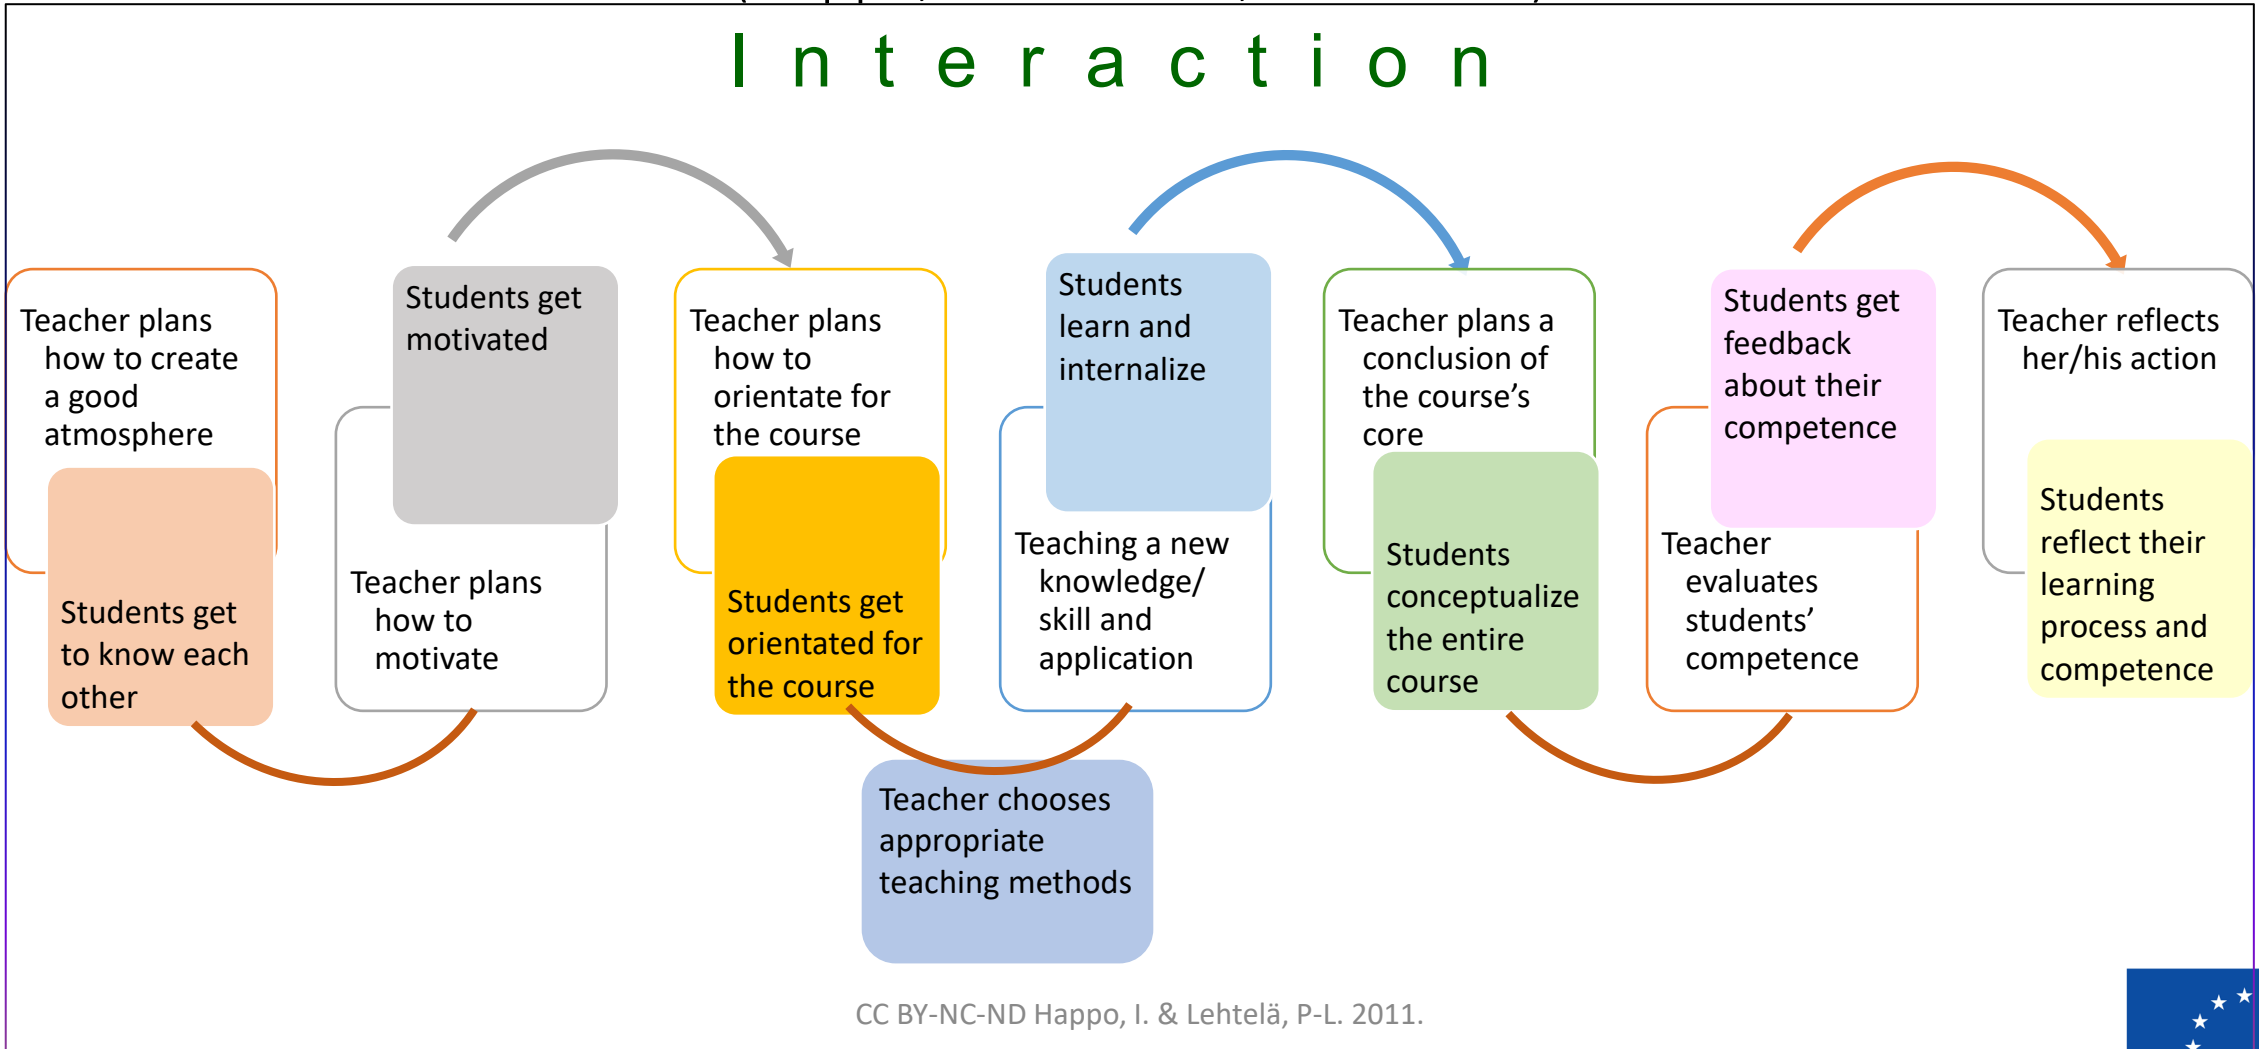 Interaction
Teacher plans
how to create
a good
atmosphere
Students get
to know each
other
Students get
motivated
Teacher plans
how to
motivate
Teacher plans
how to
orientate for
the course
Students get
orientated for
the course
Students
learn and
internalize
Teaching a new
knowledge/
skill and
application
Teacher chooses
appropriate
teaching methods
Teacher plans a
conclusion of
the course’s
core
Students
conceptualize
the entire
course
Students get
feedback
about their
competence
Teacher
evaluates
students’
competence
Teacher reflects
her/his action
Students
reflect their
learning
process and
competence
CC BY-NC-ND Happo, I. & Lehtelä, P-L. 2011.